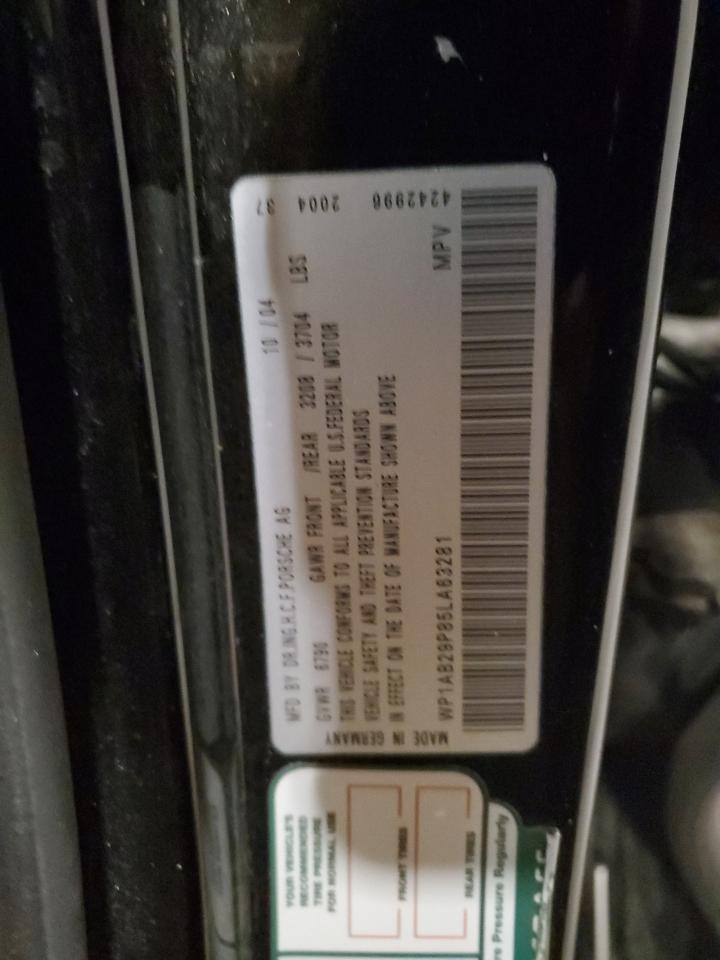 MFD BY DR.ING.H.C.F.PORSCHE AG 10 / 04
GVWR 6790 GAWR FRONT /REAR 3208 / 3704 LBS
THIS VEHICLE CONFORMS TO ALL APPLICABLE U.S.FEDERAL MOTOR
VEHICLE SAFETY AND THEFT PREVENTION STANDARDS
IN EFFECT ON THE DATE OF MANUFACTURE SHOWN ABOVE
WP1AB29P85LA63281 MPV
MADE IN GERMANY
37 2004 4242996
YOUR VEHICLE'S
RECOMMENDED
TIRE PRESSURE
FOR NORMAL USE
FRONT TIRES
REAR TIRES
re Pressure Regularly